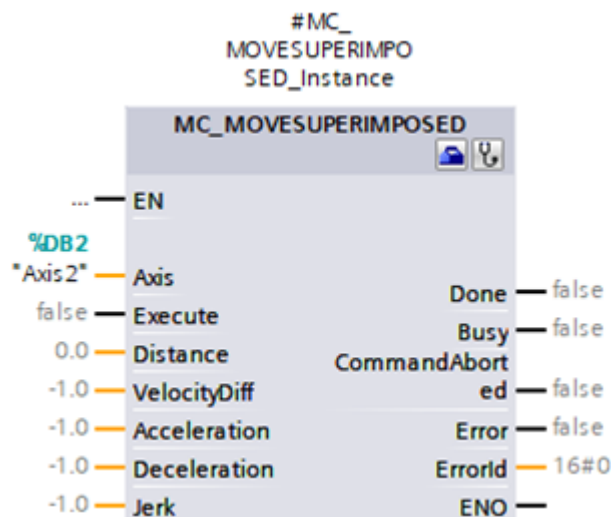 #MC_
MOVESUPERIMPO
SED_Instance
MC_MOVESUPERIMPOSED
... EN
%DB2
"Axis2" Axis
Done false
false Execute
Busy false
0.0 Distance
CommandAbort
-1.0 VelocityDiff
ed false
-1.0 Acceleration
Error false
-1.0 Deceleration
ErrorId 16#0
-1.0 Jerk
ENO